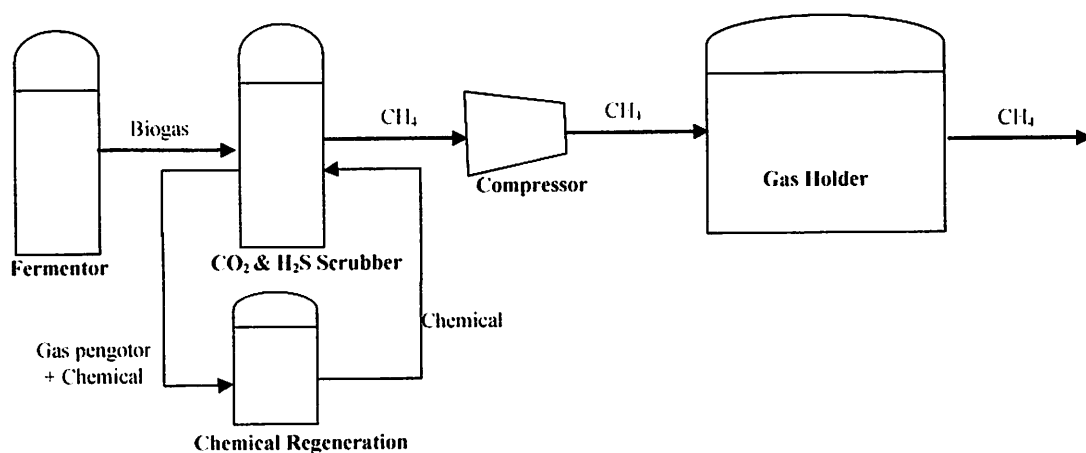 Biogas
CH₄
CH₄
CH₄
Fermentor
CO₂ & H₂S Scrubber
Compressor
Gas Holder
Gas pengotor
+ Chemical
Chemical
Chemical Regeneration